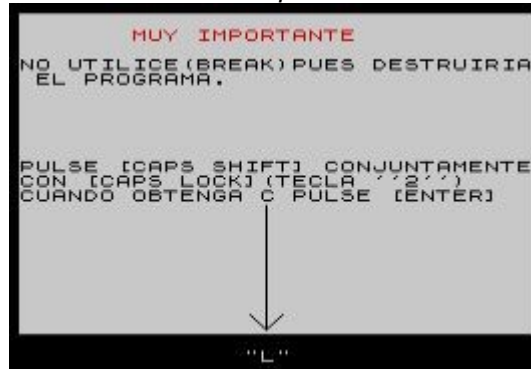 MUY IMPORTANTE
NO UTILICE(BREAK)PUES DESTRUIRIA
EL PROGRAMA.
PULSE [CAPS SHIFT] CONJUNTAMENTE
CON [CAPS LOCK](TECLA ''2'')
CUANDO OBTENGA C PULSE [ENTER]
"L"